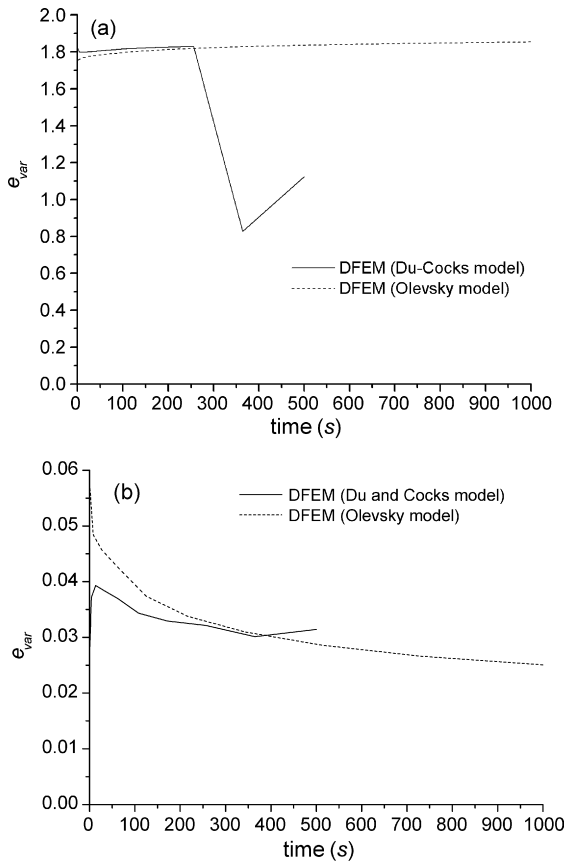 (a)
2.0
1.8
1.6
1.4
1.2
1.0
0.8
0.6
0.4
0.2
0.0
e_var
DFEM (Du-Cocks model)
DFEM (Olevsky model)
0 100 200 300 400 500 600 700 800 900 1000
time (s)
(b)
0.06
0.05
0.04
0.03
0.02
0.01
0.00
e_var
DFEM (Du and Cocks model)
DFEM (Olevsky model)
0 100 200 300 400 500 600 700 800 900 1000
time (s)